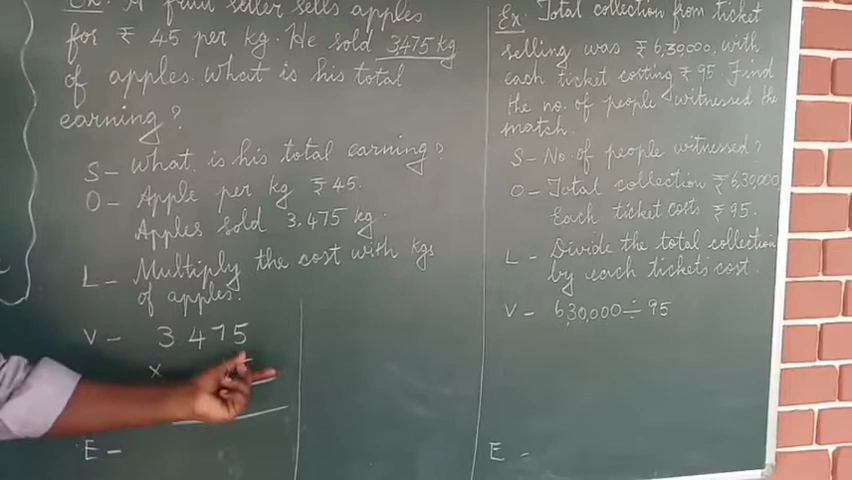 Ex. A fruit seller sells apples
for ₹ 45 per kg. He sold 3475 kg
of apples. What is his total
earning?
S - What is his total earning?
O - Apple per kg ₹ 45.
Apples sold 3,475 kg.
L - Multiply the cost with kgs
of apples.
V - 3475
×
E -
Ex. Total collection from ticket
selling was ₹ 6,30,000, with
each ticket costing ₹ 95. Find
the no. of people witnessed the
match.
S - No. of people witnessed?
O - Total collection ₹ 6,30,000
Each ticket costs ₹ 95.
L - Divide the total collection
by each tickets cost.
V - 6,30,000 ÷ 95
E -